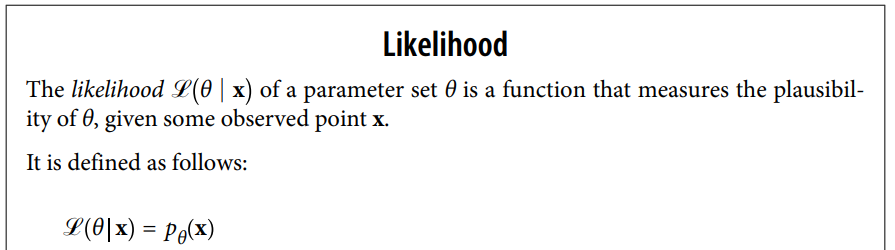 Likelihood
The likelihood ℒ(θ | x) of a parameter set θ is a function that measures the plausibil-
ity of θ, given some observed point x.
It is defined as follows:
ℒ(θ|x) = pθ(x)